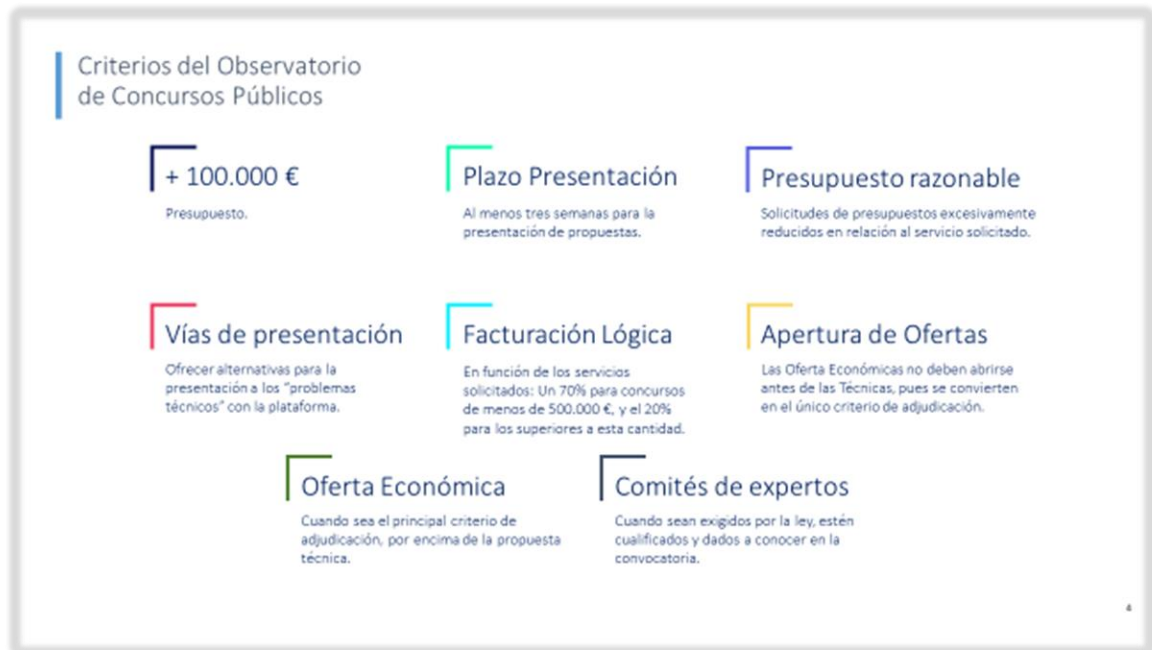 Criterios del Observatorio
de Concursos Públicos
+ 100.000 €
Presupuesto.
Plazo Presentación
Al menos tres semanas para la
presentación de propuestas.
Presupuesto razonable
Solicitudes de presupuestos excesivamente
reducidos en relación al servicio solicitado.
Vías de presentación
Ofrecer alternativas para la
presentación a los "problemas
técnicos" con la plataforma.
Facturación Lógica
En función de los servicios
solicitados: Un 70% para concursos
de menos de 500.000 €, y el 20%
para los superiores a esta cantidad.
Apertura de Ofertas
Las Oferta Económicas no deben abrirse
antes de las Técnicas, pues se convierten
en el único criterio de adjudicación.
Oferta Económica
Cuando sea el principal criterio de
adjudicación, por encima de la propuesta
técnica.
Comités de expertos
Cuando sean exigidos por la ley, estén
cualificados y dados a conocer en la
convocatoria.
4